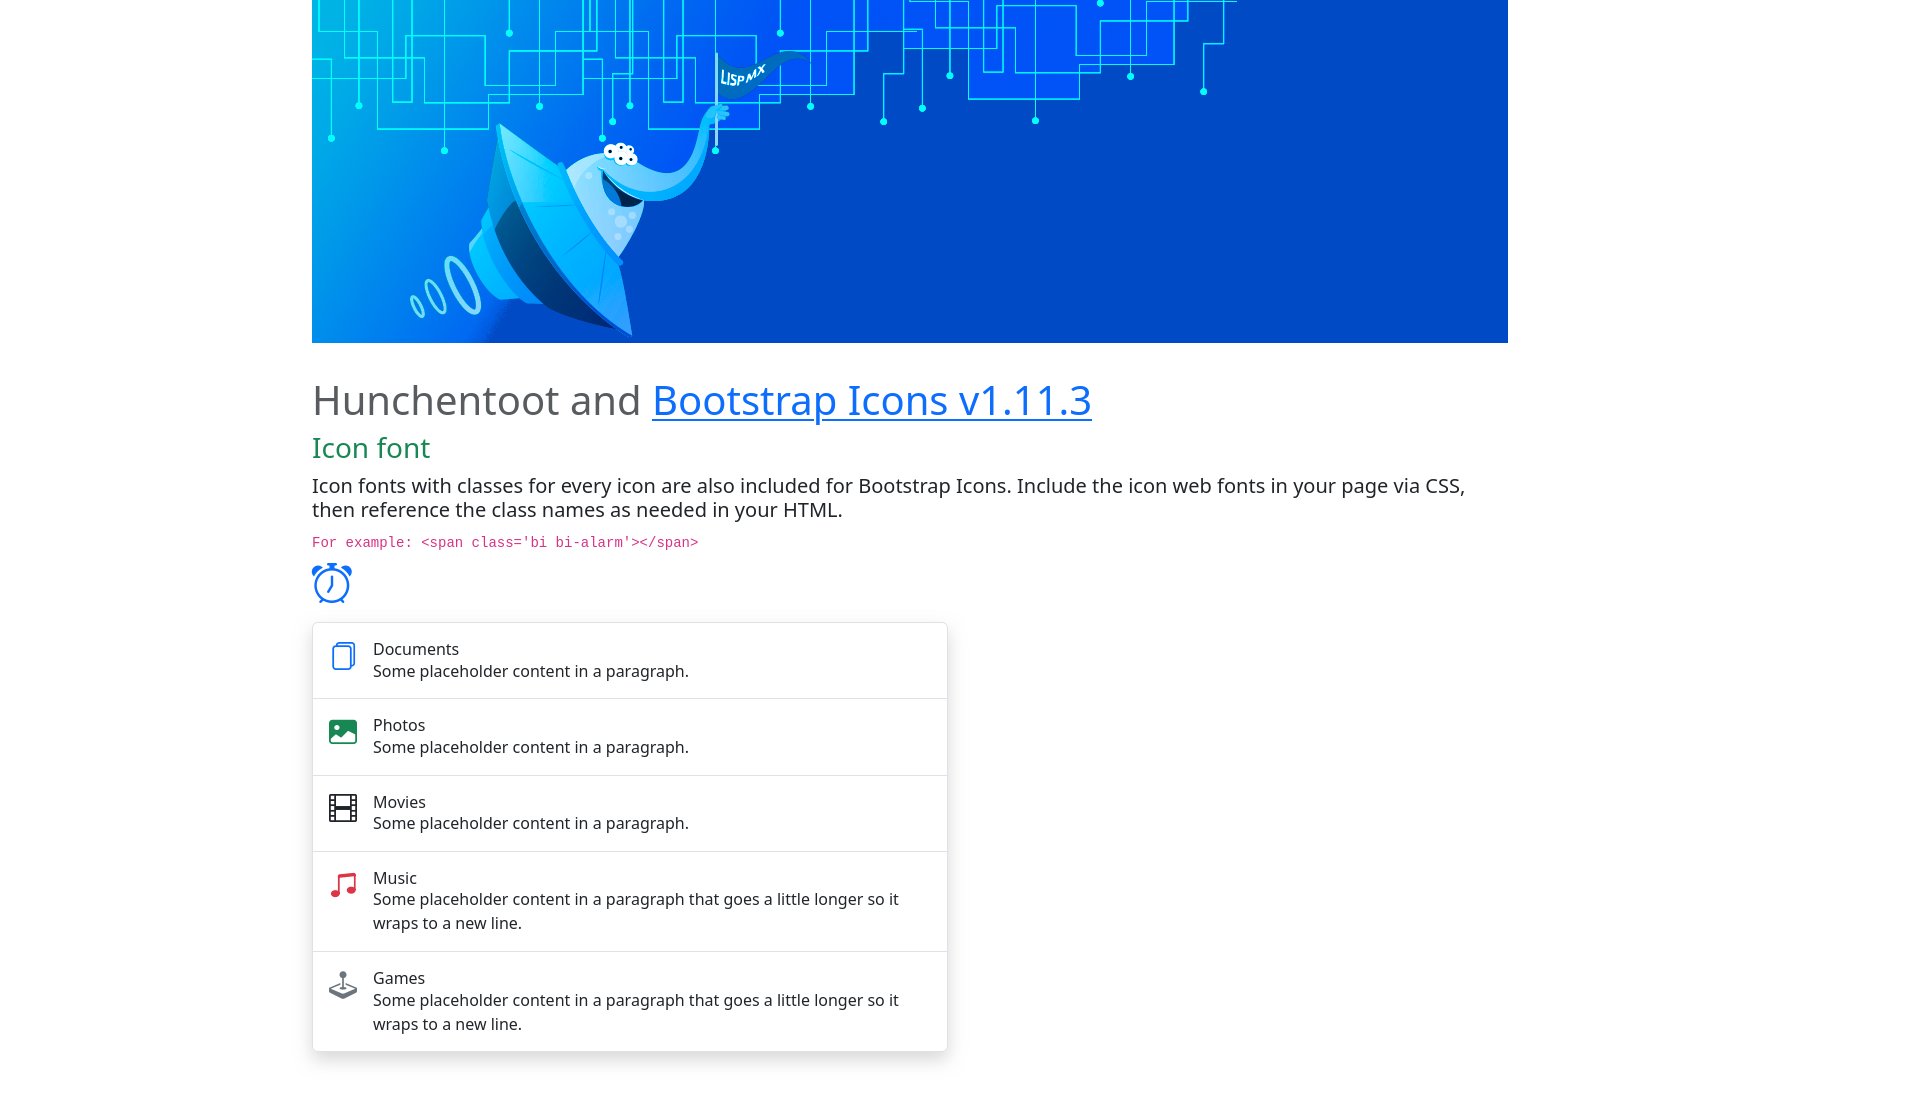 LISP MX
Hunchentoot and Bootstrap Icons v1.11.3
Icon font
Icon fonts with classes for every icon are also included for Bootstrap Icons. Include the icon web fonts in your page via CSS,
then reference the class names as needed in your HTML.
For example: <span class='bi bi-alarm'></span>
Documents
Some placeholder content in a paragraph.
Photos
Some placeholder content in a paragraph.
Movies
Some placeholder content in a paragraph.
Music
Some placeholder content in a paragraph that goes a little longer so it
wraps to a new line.
Games
Some placeholder content in a paragraph that goes a little longer so it
wraps to a new line.